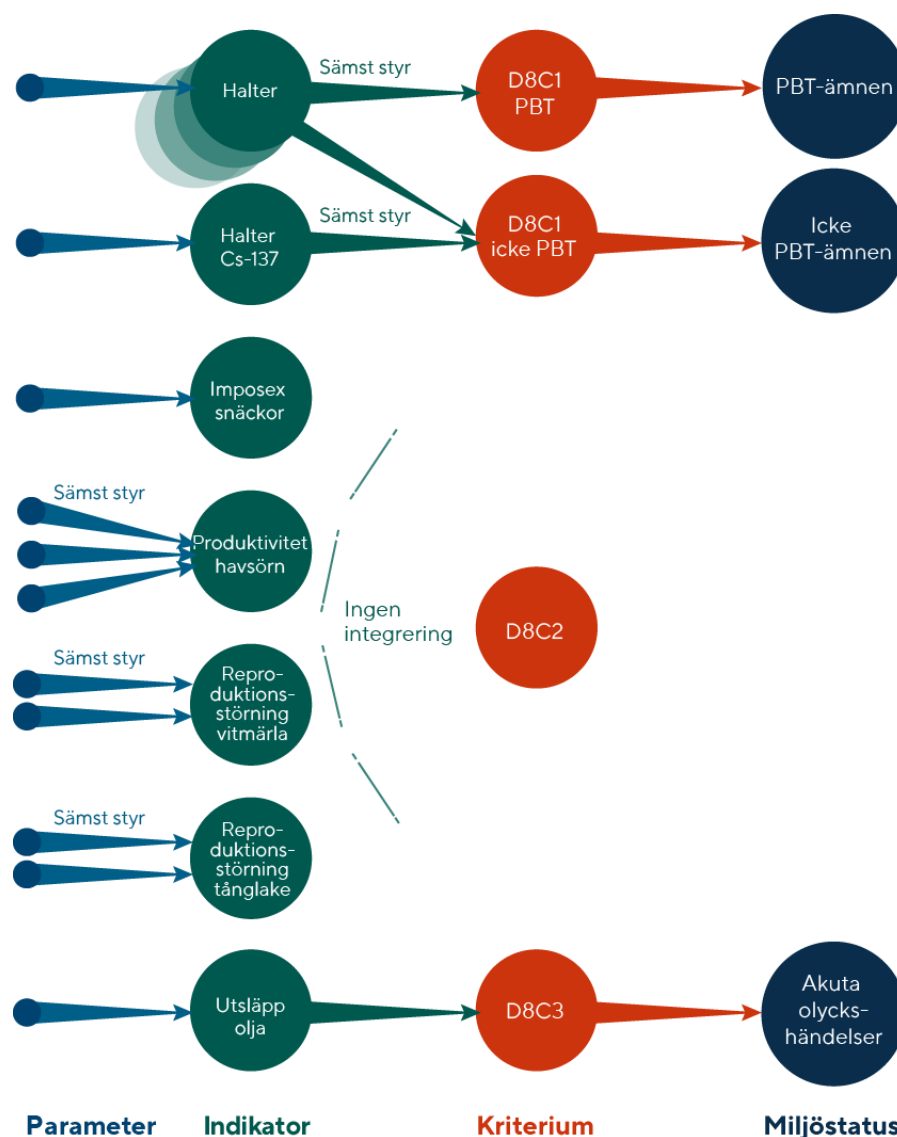 Halter
Sämst styr
D8C1
PBT
PBT-ämnen
Halter
Cs-137
Sämst styr
D8C1
icke PBT
Icke
PBT-ämnen
Imposex
snäckor
Sämst styr
Produktivitet
havsörn
Ingen
integrering
D8C2
Sämst styr
Repro-
duktions-
störning
vitmärla
Sämst styr
Repro-
duktions-
störning
tånglake
Utsläpp
olja
D8C3
Akuta
olycks-
händelser
Parameter
Indikator
Kriterium
Miljöstatus